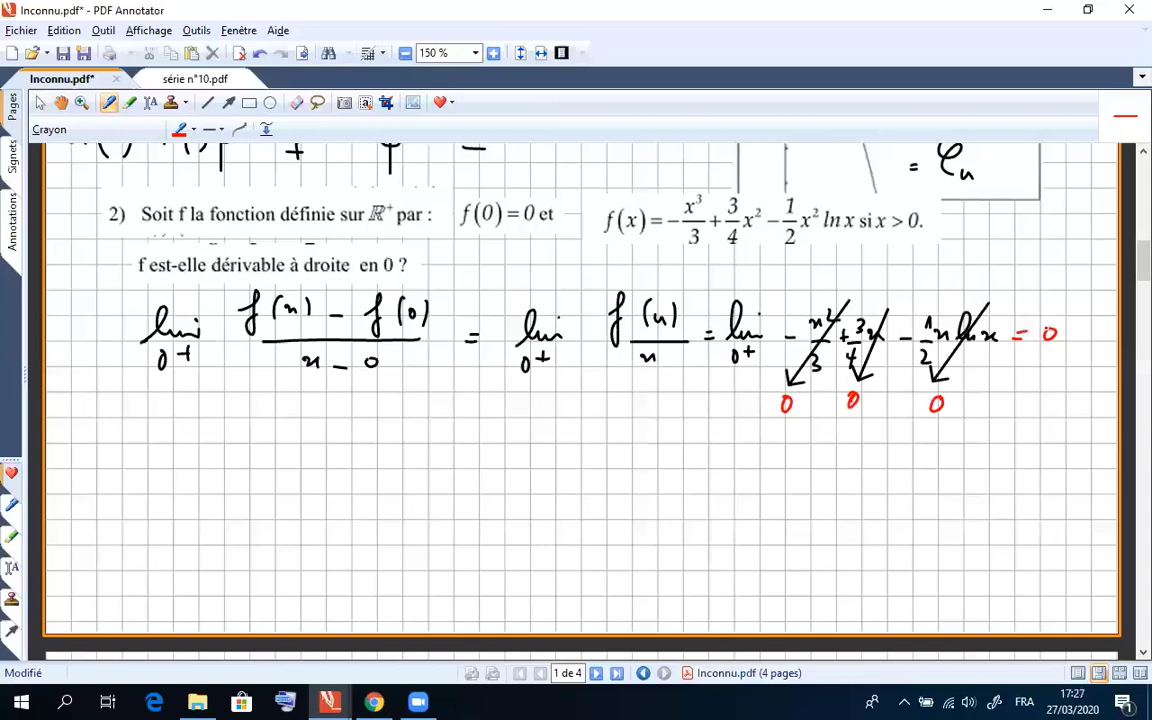 Inconnu.pdf* - PDF Annotator
Fichier Edition Outil Affichage Outils Fenêtre Aide
150 %
Inconnu.pdf* série n°10.pdf
Crayon
Pages
Signets
Annotations
= φn
2) Soit f la fonction définie sur ℝ⁺ par : f(0) = 0 et f(x) = -x³/3 + 3/4 x² - 1/2 x² ln x si x > 0.
f est-elle dérivable à droite en 0 ?
lim 0+ (f(x) - f(0))/(x - 0) = lim 0+ f(x)/x = lim 0+ - x²/3 + 3/4 x - 1/2 x ln x = 0
0 0 0
Modifié 1 de 4 Inconnu.pdf (4 pages)
FRA 17:27
27/03/2020 1